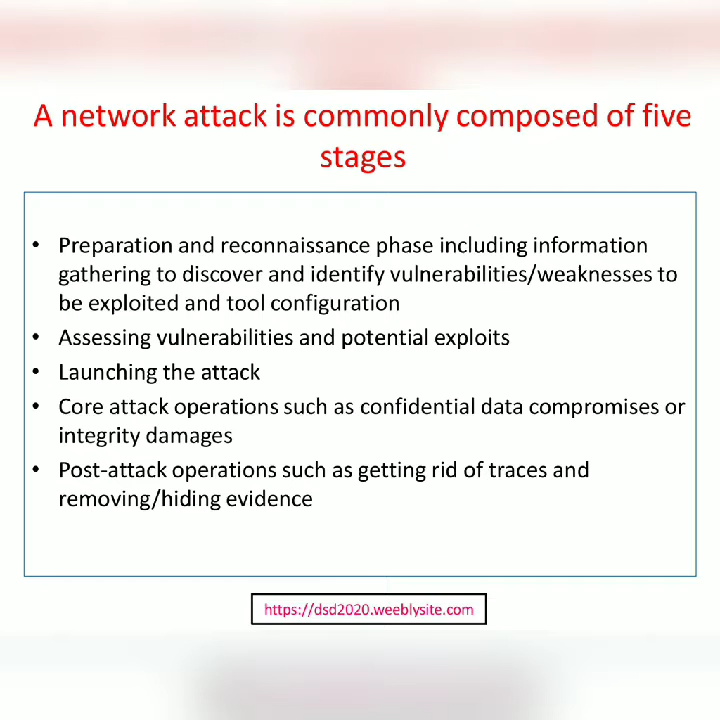 A network attack is commonly composed of five
stages
• Preparation and reconnaissance phase including information
gathering to discover and identify vulnerabilities/weaknesses to
be exploited and tool configuration
• Assessing vulnerabilities and potential exploits
• Launching the attack
• Core attack operations such as confidential data compromises or
integrity damages
• Post-attack operations such as getting rid of traces and
removing/hiding evidence
https://dsd2020.weeblysite.com